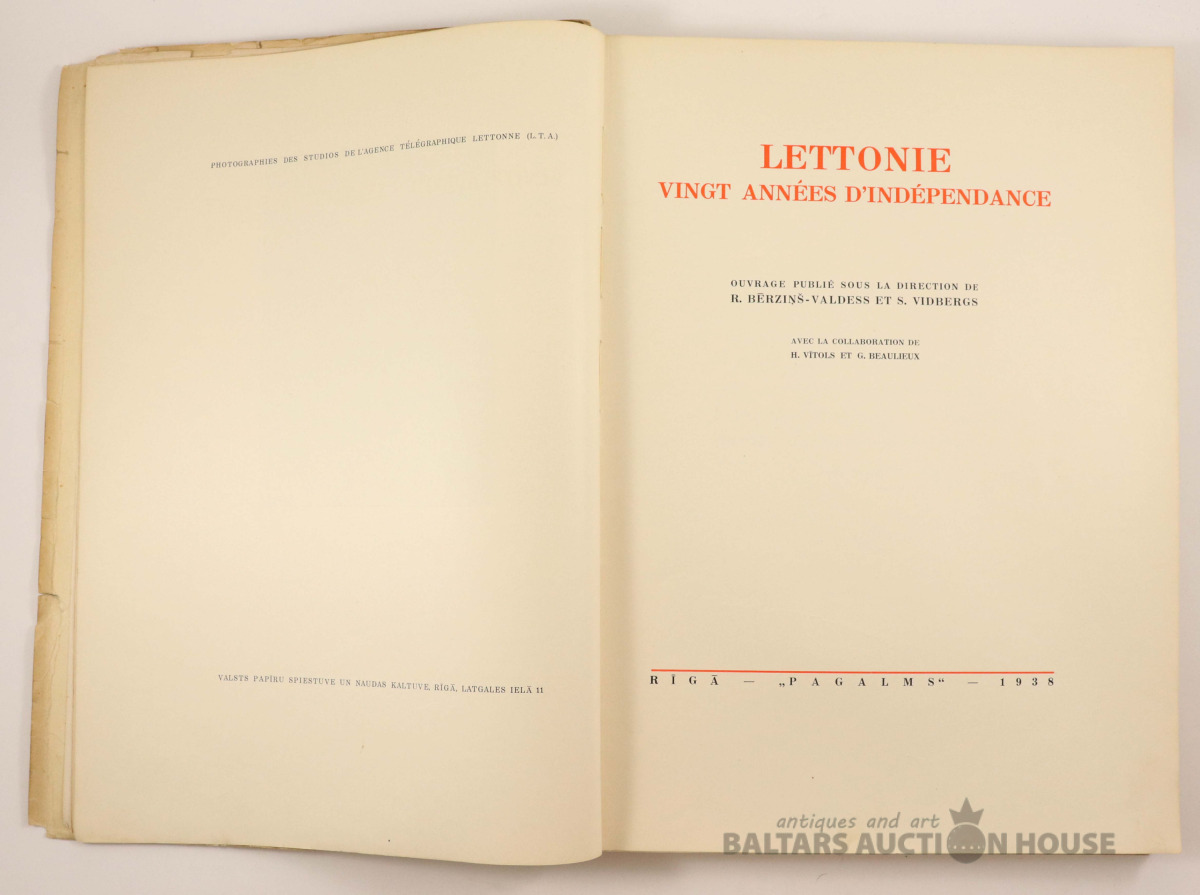 PHOTOGRAPHIES DES STUDIOS DE L'AGENCE TÉLÉGRAPHIQUE LETTONNE (L. T. A.)
VALSTS PAPĪRU SPIESTUVE UN NAUDAS KALTUVE, RĪGĀ, LATGALES IELĀ 11
LETTONIE
VINGT ANNÉES D'INDÉPENDANCE
OUVRAGE PUBLIÉ SOUS LA DIRECTION DE
R. BĒRZIŅŠ-VALDESS ET S. VIDBERGS
AVEC LA COLLABORATION DE
H. VĪTOLS ET G. BEAULIEUX
RĪGĀ — „PAGALMS“ — 1938
antiques and art
BALTARS AUCTION HOUSE